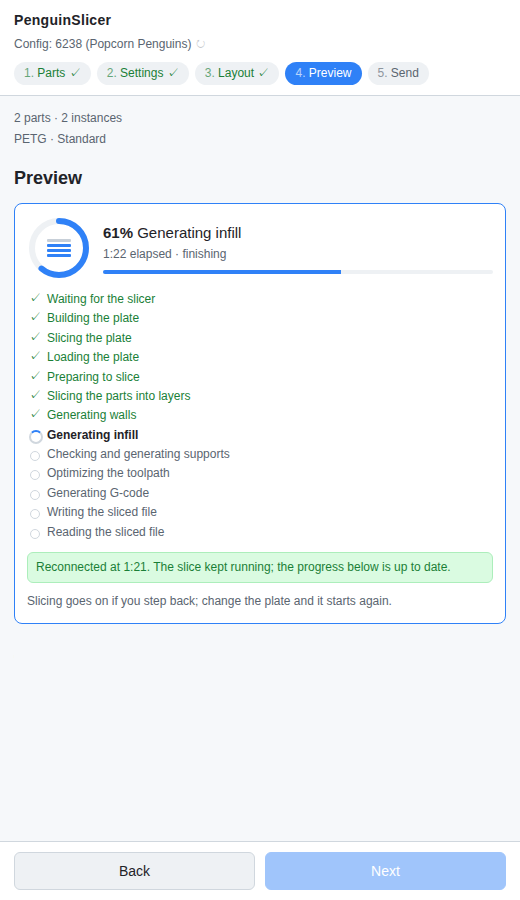 PenguinSlicer
Config: 6238 (Popcorn Penguins)
1. Parts ✓ 2. Settings ✓ 3. Layout ✓ 4. Preview 5. Send
2 parts · 2 instances
PETG · Standard
Preview
61% Generating infill
1:22 elapsed · finishing
✓ Waiting for the slicer
✓ Building the plate
✓ Slicing the plate
✓ Loading the plate
✓ Preparing to slice
✓ Slicing the parts into layers
✓ Generating walls
Generating infill
Checking and generating supports
Optimizing the toolpath
Generating G-code
Writing the sliced file
Reading the sliced file
Reconnected at 1:21. The slice kept running; the progress below is up to date.
Slicing goes on if you step back; change the plate and it starts again.
Back Next